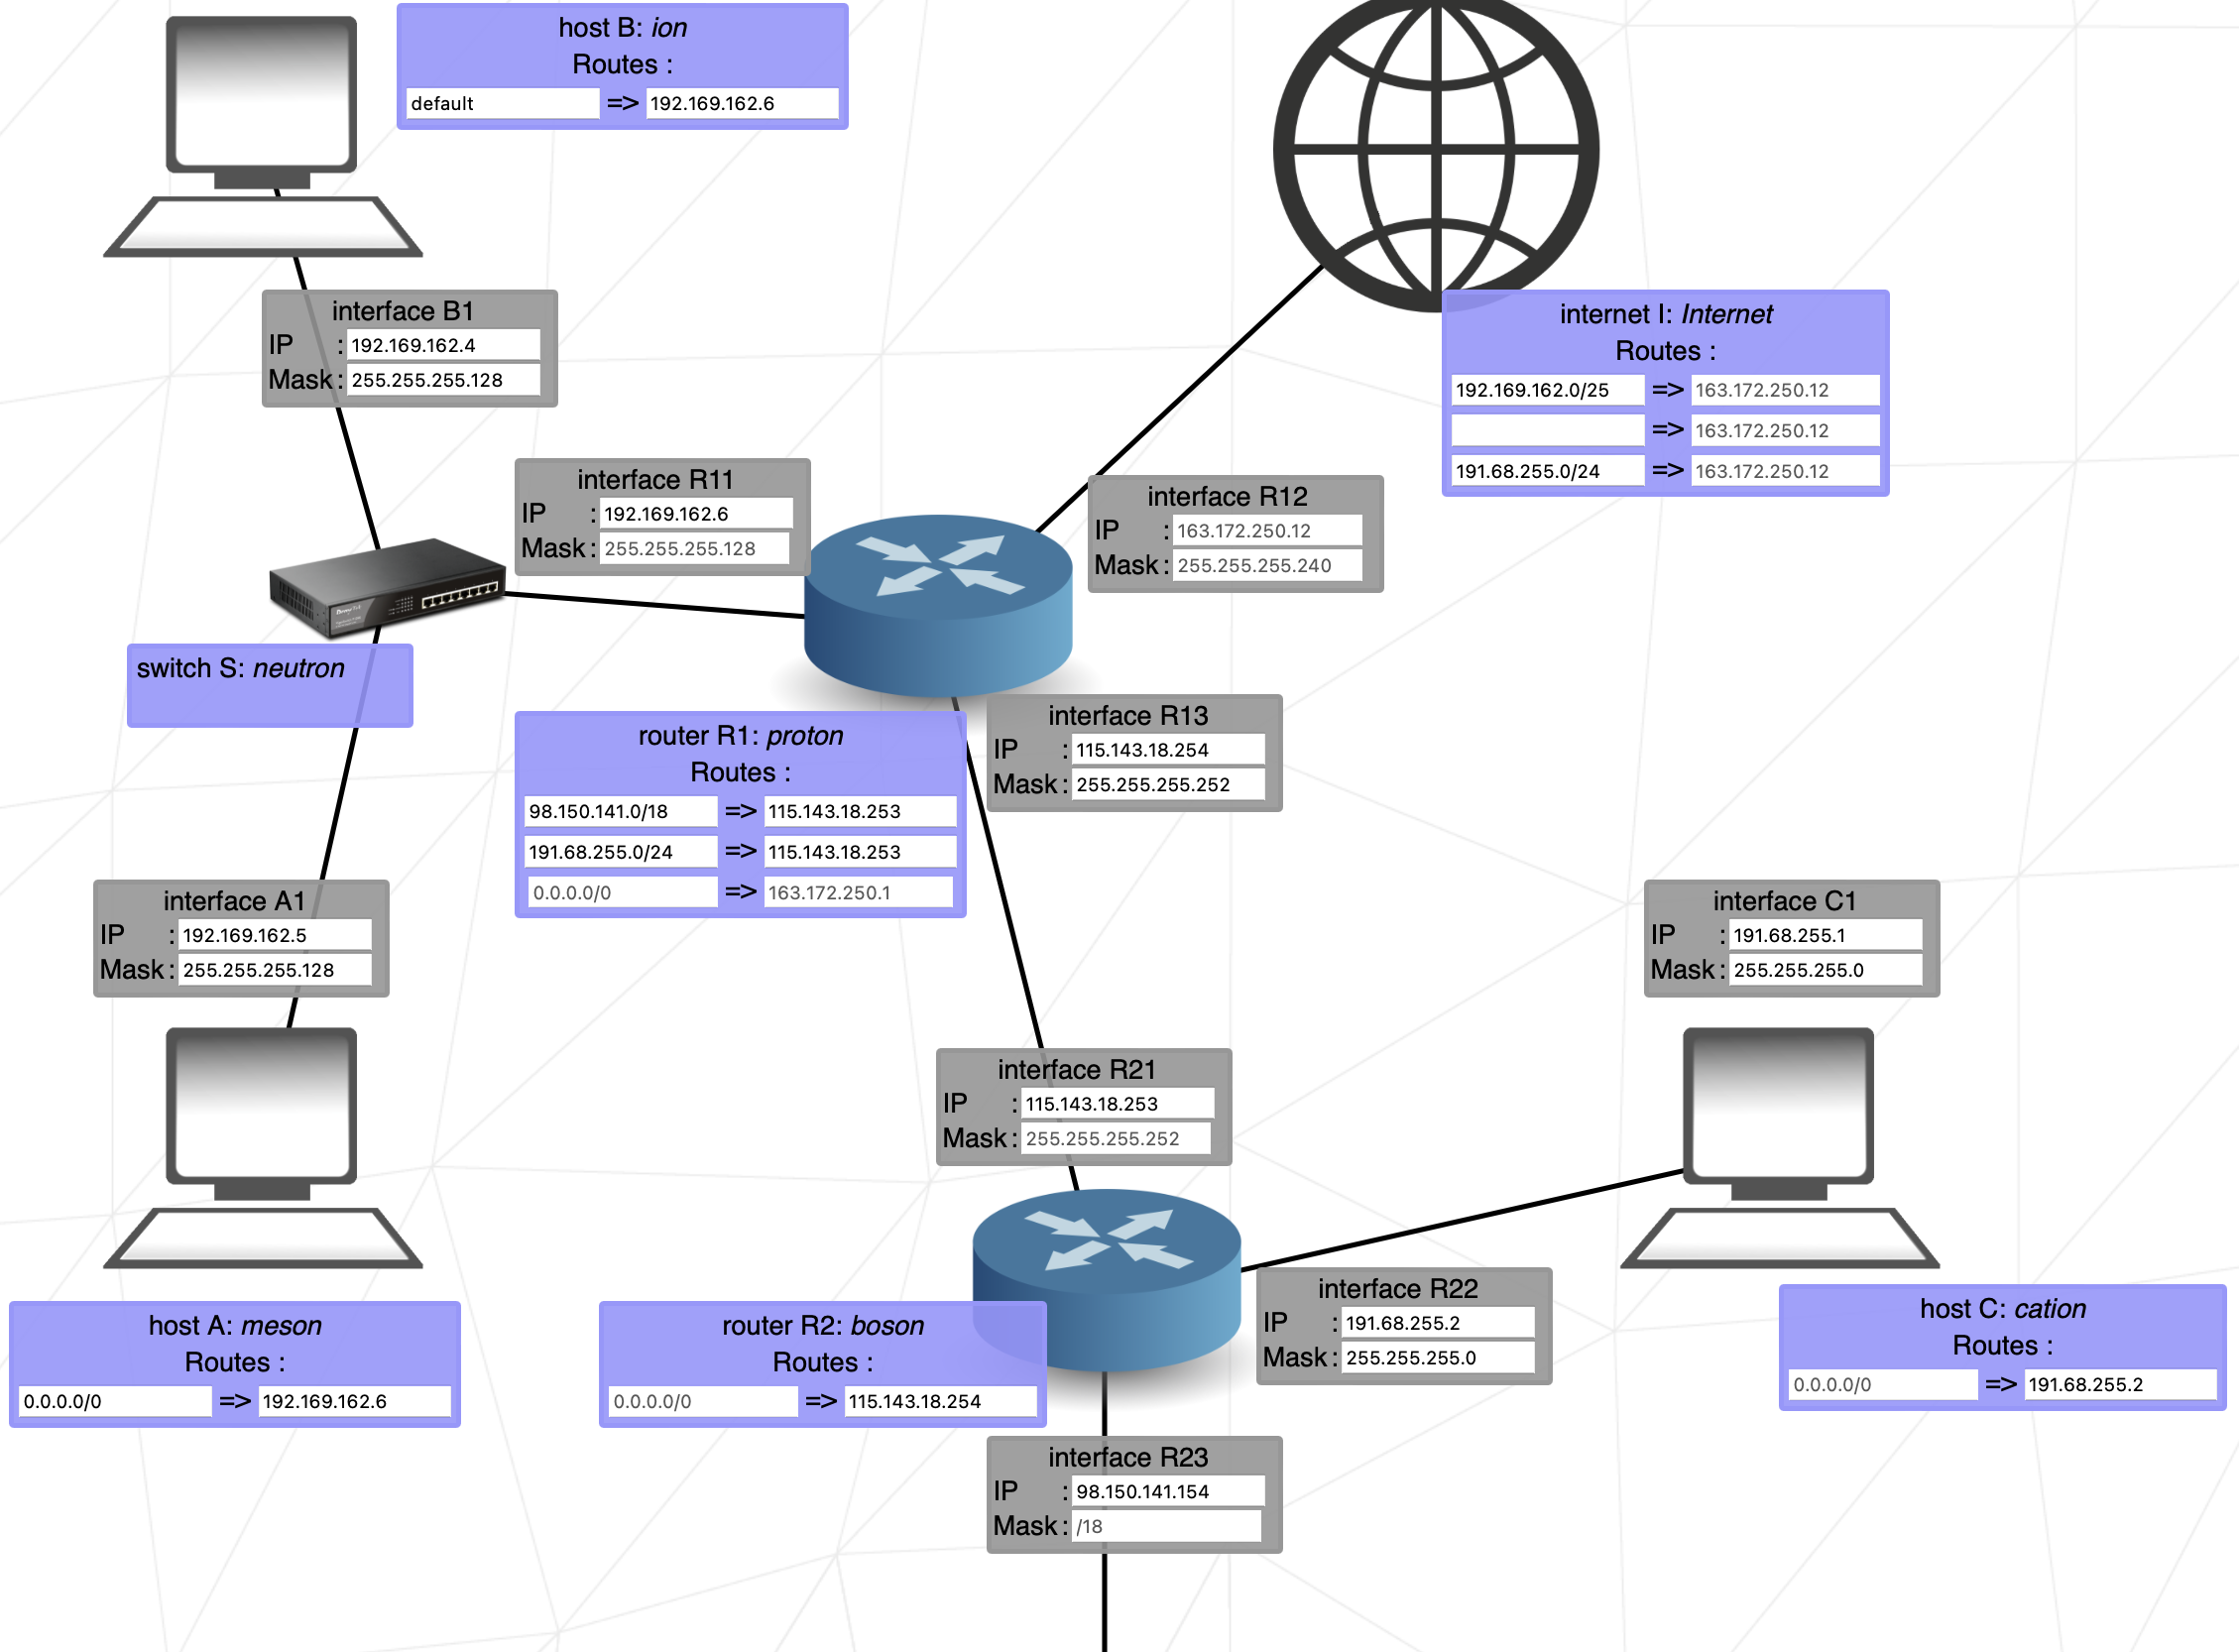 host B: ion
Routes :
default => 192.169.162.6
interface B1
IP : 192.169.162.4
Mask : 255.255.255.128
internet I: Internet
Routes :
192.169.162.0/25 => 163.172.250.12
=> 163.172.250.12
191.68.255.0/24 => 163.172.250.12
interface R11
IP : 192.169.162.6
Mask : 255.255.255.128
interface R12
IP : 163.172.250.12
Mask : 255.255.255.240
switch S: neutron
router R1: proton
Routes :
98.150.141.0/18 => 115.143.18.253
191.68.255.0/24 => 115.143.18.253
0.0.0.0/0 => 163.172.250.1
interface R13
IP : 115.143.18.254
Mask : 255.255.255.252
interface A1
IP : 192.169.162.5
Mask : 255.255.255.128
interface C1
IP : 191.68.255.1
Mask : 255.255.255.0
interface R21
IP : 115.143.18.253
Mask : 255.255.255.252
host A: meson
Routes :
0.0.0.0/0 => 192.169.162.6
router R2: boson
Routes :
0.0.0.0/0 => 115.143.18.254
interface R22
IP : 191.68.255.2
Mask : 255.255.255.0
host C: cation
Routes :
0.0.0.0/0 => 191.68.255.2
interface R23
IP : 98.150.141.154
Mask : /18